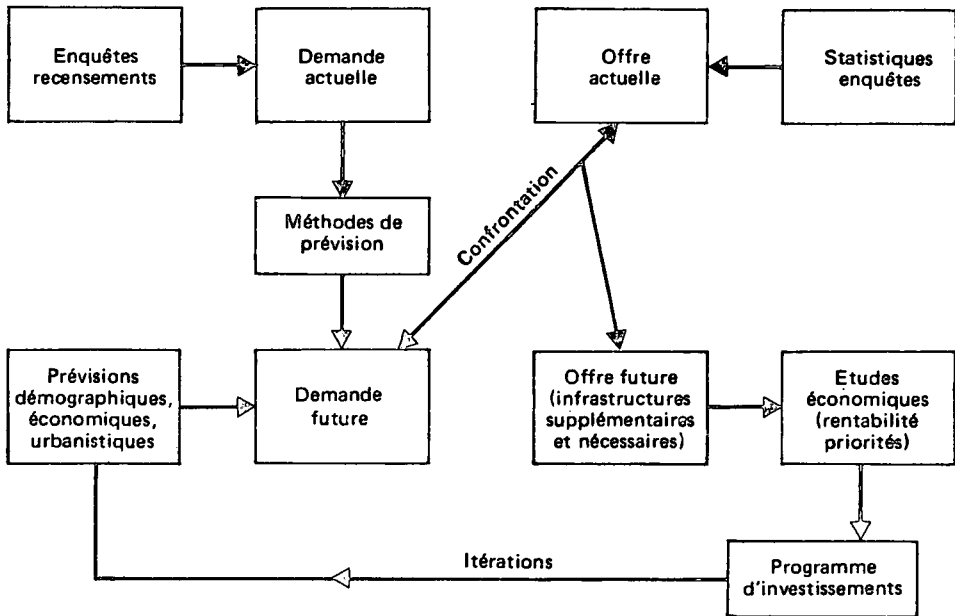 Enquêtes
recensements
Demande
actuelle
Offre
actuelle
Statistiques
enquêtes
Méthodes de
prévision
Confrontation
Prévisions
démographiques,
économiques,
urbanistiques
Demande
future
Offre future
(infrastructures
supplémentaires
et nécessaires)
Etudes
économiques
(rentabilité
priorités)
Itérations
Programme
d'investissements